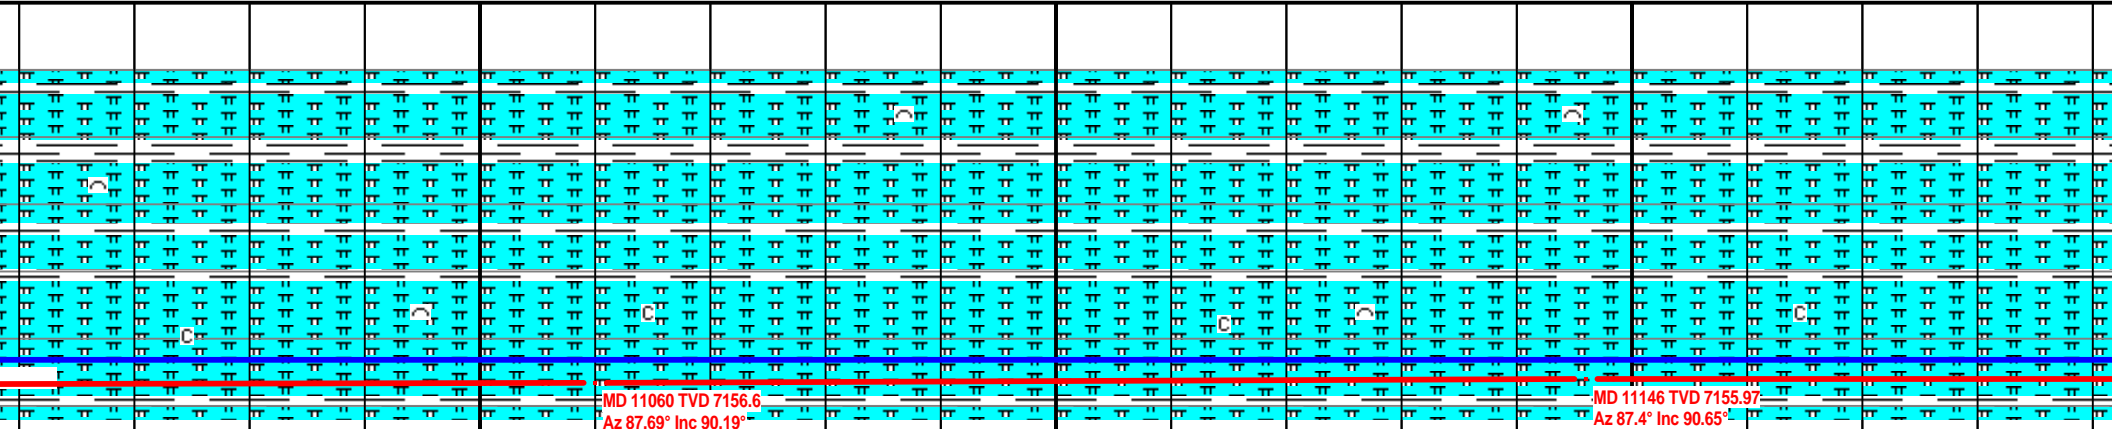 C
C
C
C
MD 11060 TVD 7156.6
Az 87.69° Inc 90.19°
MD 11146 TVD 7155.97
Az 87.4° Inc 90.65°